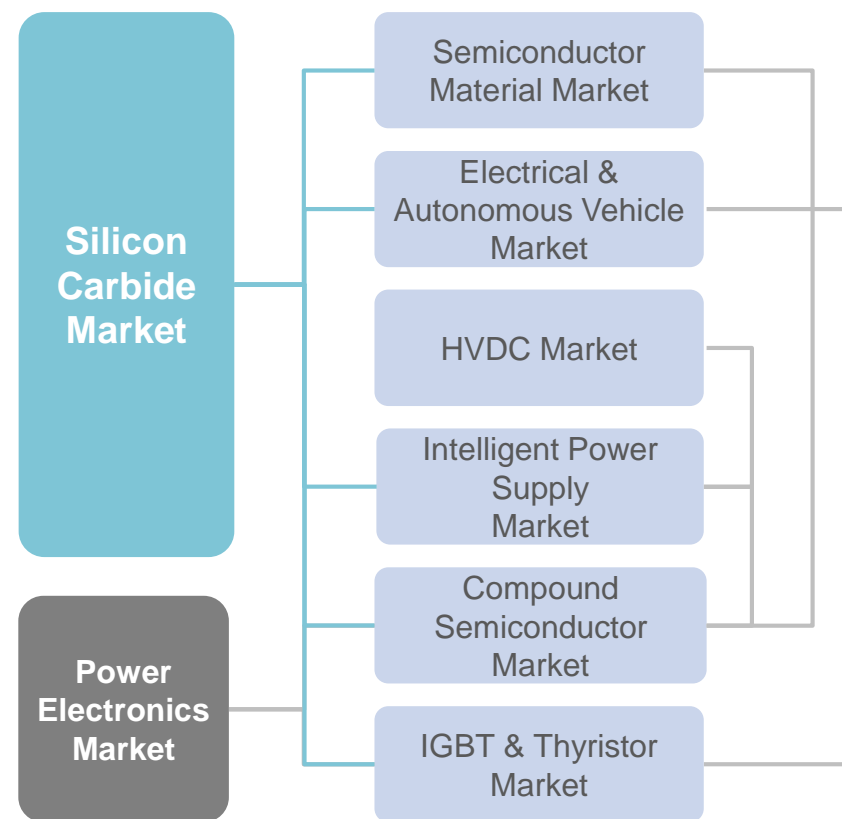 Silicon
Carbide
Market
Power
Electronics
Market
Semiconductor
Material Market
Electrical &
Autonomous Vehicle
Market
HVDC Market
Intelligent Power
Supply
Market
Compound
Semiconductor
Market
IGBT & Thyristor
Market